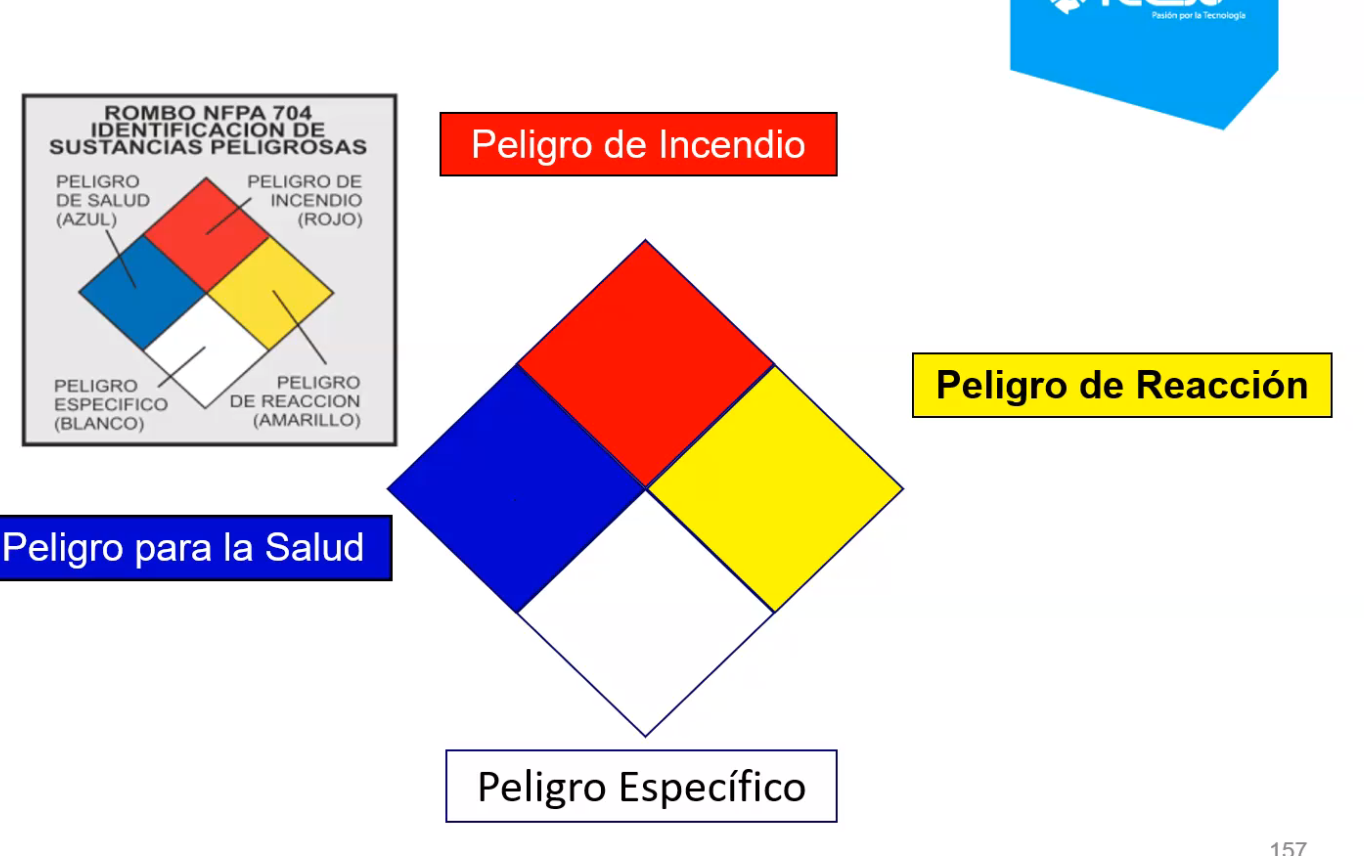 Pasión por la Tecnología
ROMBO NFPA 704
IDENTIFICACION DE
SUSTANCIAS PELIGROSAS
PELIGRO
DE SALUD
(AZUL)
PELIGRO DE
INCENDIO
(ROJO)
PELIGRO
ESPECIFICO
(BLANCO)
PELIGRO
DE REACCION
(AMARILLO)
Peligro de Incendio
Peligro de Reacción
Peligro para la Salud
Peligro Específico
157